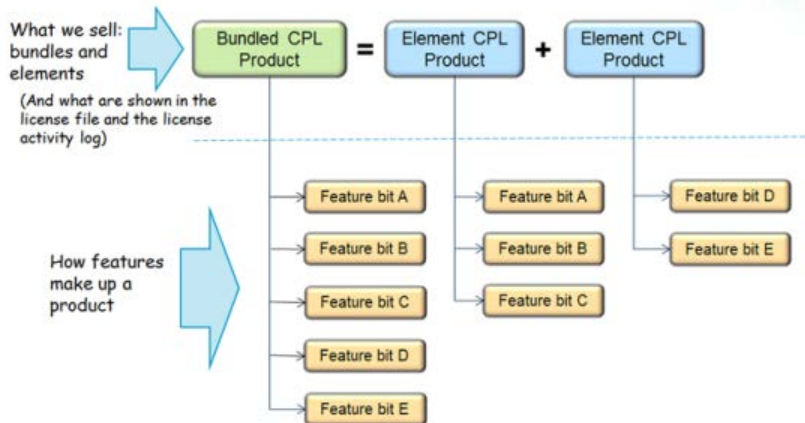 What we sell:
bundles and
elements
(And what are shown in the
license file and the license
activity log)
Bundled CPL
Product
=
Element CPL
Product
+
Element CPL
Product
How features
make up a
product
Feature bit A
Feature bit B
Feature bit C
Feature bit D
Feature bit E
Feature bit A
Feature bit B
Feature bit C
Feature bit D
Feature bit E